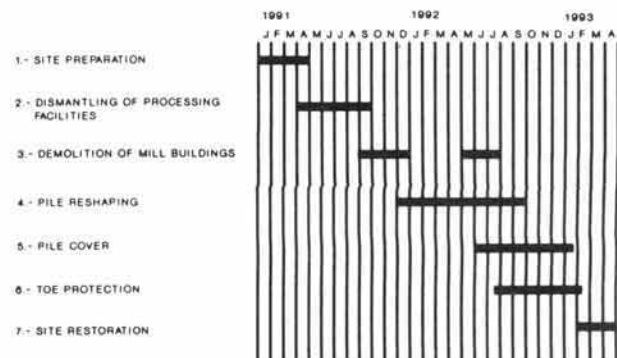 1991 1992 1993
J F M A M J J A S O N D J F M A M J J A S O N D J F M A
1.- SITE PREPARATION
2.- DISMANTLING OF PROCESSING
FACILITIES
3.- DEMOLITION OF MILL BUILDINGS
4.- PILE RESHAPING
5.- PILE COVER
6.- TOE PROTECTION
7.- SITE RESTORATION